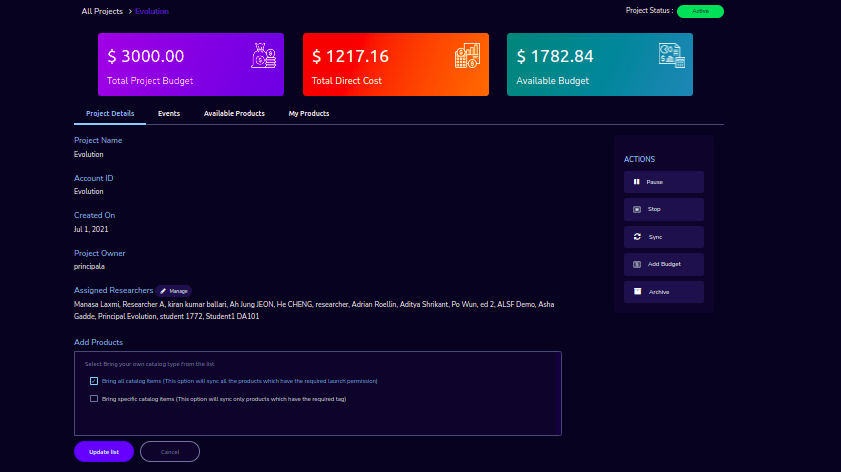 All Projects > Evolution
Project Status : Active
$ 3000.00
Total Project Budget
$ 1217.16
Total Direct Cost
$ 1782.84
Available Budget
Project Details Events Available Products My Products
Project Name
Evolution
Account ID
Evolution
Created On
Jul 1, 2021
Project Owner
principala
Assigned Researchers Manage
Manasa Laxmi, Researcher A, kiran kumar ballari, Ah Jung JEON, He CHENG, researcher, Adrian Roellin, Aditya Shrikant, Po Wun, ed 2, ALSF Demo, Asha
Gadde, Principal Evolution, student 1772, Student1 DA101
Add Products
Select Bring your own catalog type from the list
Bring all catalog items (This option will sync all the products which have the required launch permission)
Bring specific catalog items (This option will sync only products which have the required tag)
Update list Cancel
ACTIONS
Pause
Stop
Sync
Add Budget
Archive